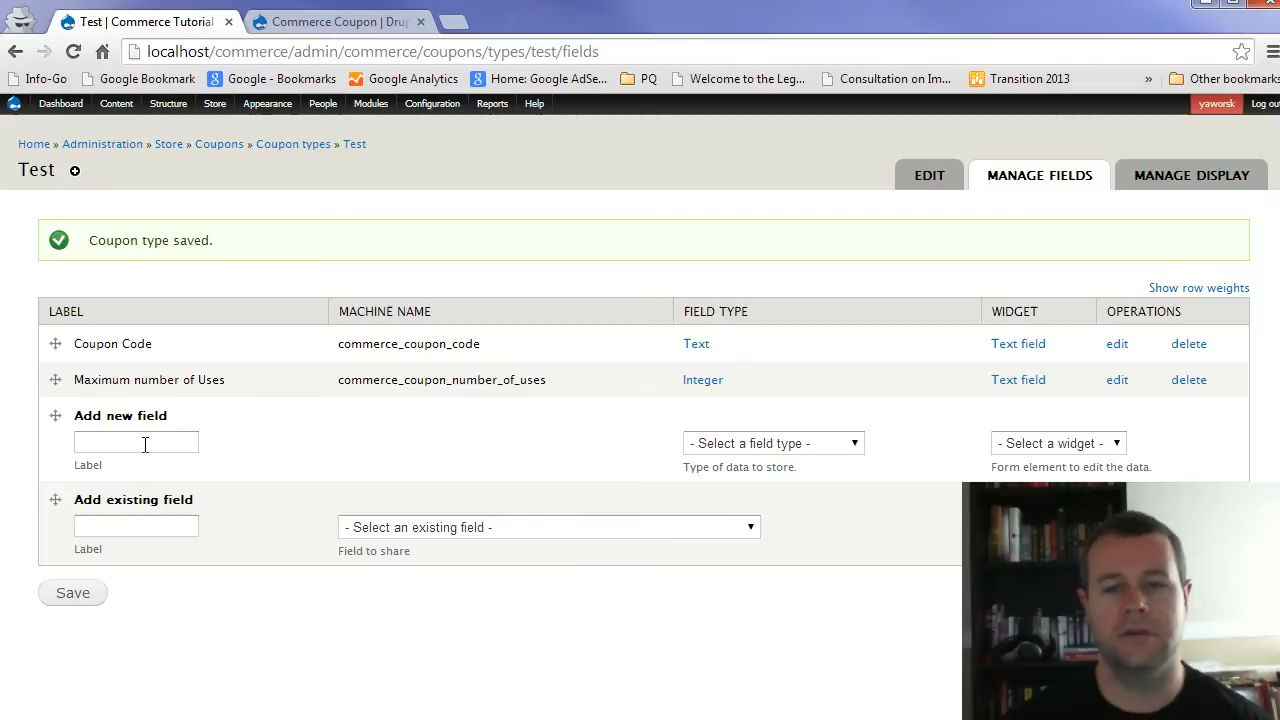 Test | Commerce Tutorial × Commerce Coupon | Drup ×
localhost/commerce/admin/commerce/coupons/types/test/fields
Info-Go Google Bookmark Google - Bookmarks Google Analytics Home: Google AdSe... PQ Welcome to the Leg... Consultation on Im... Transition 2013 » Other bookmarks
Dashboard Content Structure Store Appearance People Modules Configuration Reports Help yaworsk Log out
Home » Administration » Store » Coupons » Coupon types » Test
Test EDIT MANAGE FIELDS MANAGE DISPLAY
Coupon type saved.
Show row weights
LABEL MACHINE NAME FIELD TYPE WIDGET OPERATIONS
Coupon Code commerce_coupon_code Text Text field edit delete
Maximum number of Uses commerce_coupon_number_of_uses Integer Text field edit delete
Add new field
- Select a field type - - Select a widget -
Label Type of data to store. Form element to edit the data.
Add existing field
- Select an existing field -
Label Field to share
Save